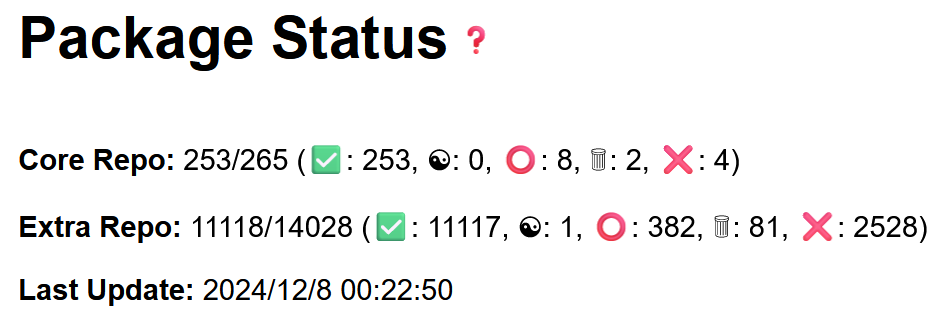 Package Status ❓
Core Repo: 253/265 (✅: 253, ☯: 0, ⭕: 8, 🗑: 2, ❌: 4)
Extra Repo: 11118/14028 (✅: 11117, ☯: 1, ⭕: 382, 🗑: 81, ❌: 2528)
Last Update: 2024/12/8 00:22:50